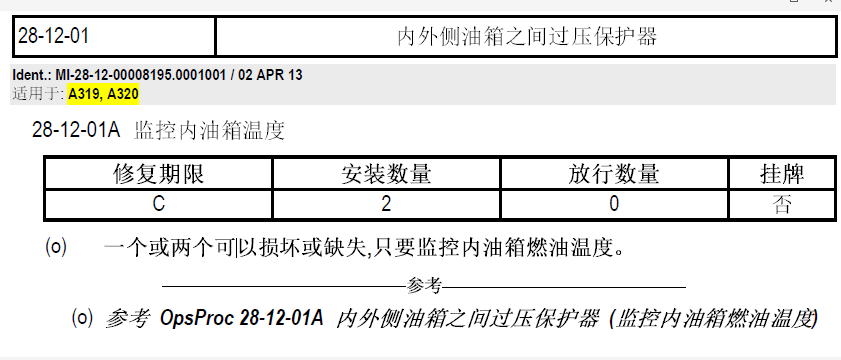 28-12-01 内外侧油箱之间过压保护器
Ident.: MI-28-12-00008195.0001001 / 02 APR 13
适用于: A319, A320
28-12-01A 监控内油箱温度
修复期限 安装数量 放行数量 挂牌
C 2 0 否
(o) 一个或两个可以损坏或缺失,只要监控内油箱燃油温度。
参考
(o) 参考 OpsProc 28-12-01A 内外侧油箱之间过压保护器 (监控内油箱燃油温度)